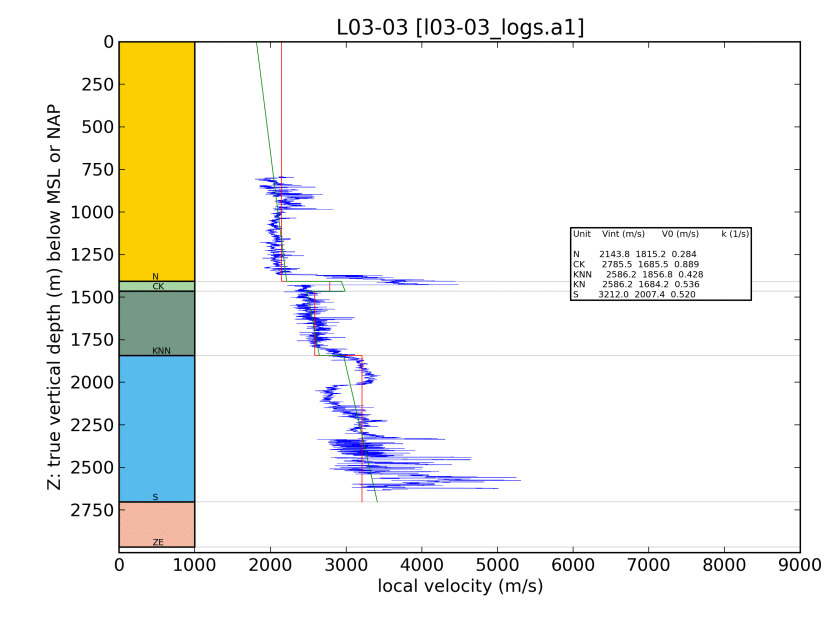 L03-03 [l03-03_logs.a1]
Z: true vertical depth (m) below MSL or NAP
0
250
500
750
1000
1250
1500
1750
2000
2250
2500
2750
N
CK
KNN
S
ZE
Unit Vint (m/s) V0 (m/s) k (1/s)
N 2143.8 1815.2 0.284
CK 2785.5 1685.5 0.889
KNN 2586.2 1856.8 0.428
KN 2586.2 1684.2 0.536
S 3212.0 2007.4 0.520
0 1000 2000 3000 4000 5000 6000 7000 8000 9000
local velocity (m/s)